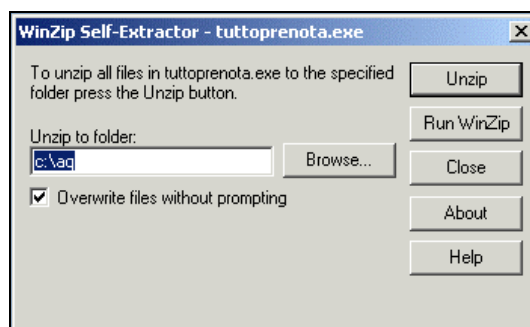 WinZip Self-Extractor - tuttoprenota.exe
To unzip all files in tuttoprenota.exe to the specified
folder press the Unzip button.
Unzip to folder:
c:\aq
Browse...
Overwrite files without prompting
Unzip
Run WinZip
Close
About
Help